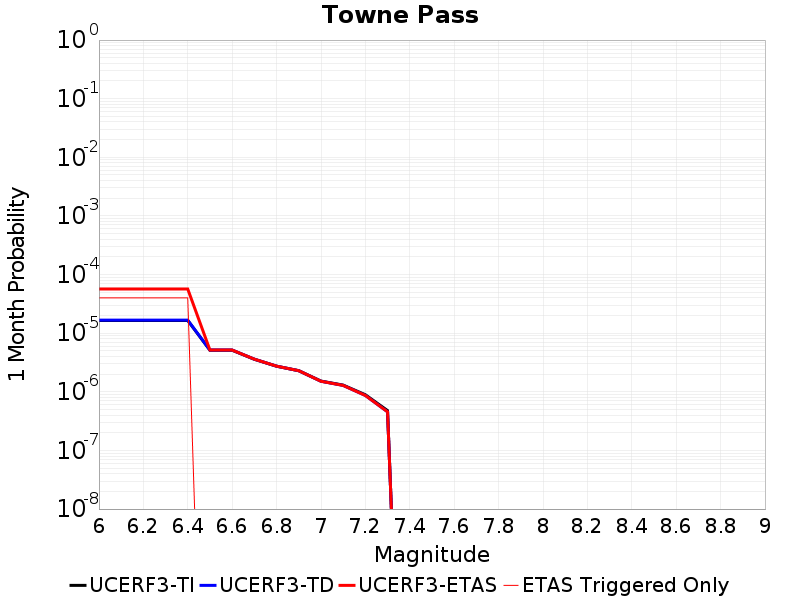 Towne Pass
10^0
10^-1
10^-2
10^-3
10^-4
10^-5
10^-6
10^-7
10^-8
1 Month Probability
6 6.2 6.4 6.6 6.8 7 7.2 7.4 7.6 7.8 8 8.2 8.4 8.6 8.8 9
Magnitude
UCERF3-TI UCERF3-TD UCERF3-ETAS ETAS Triggered Only